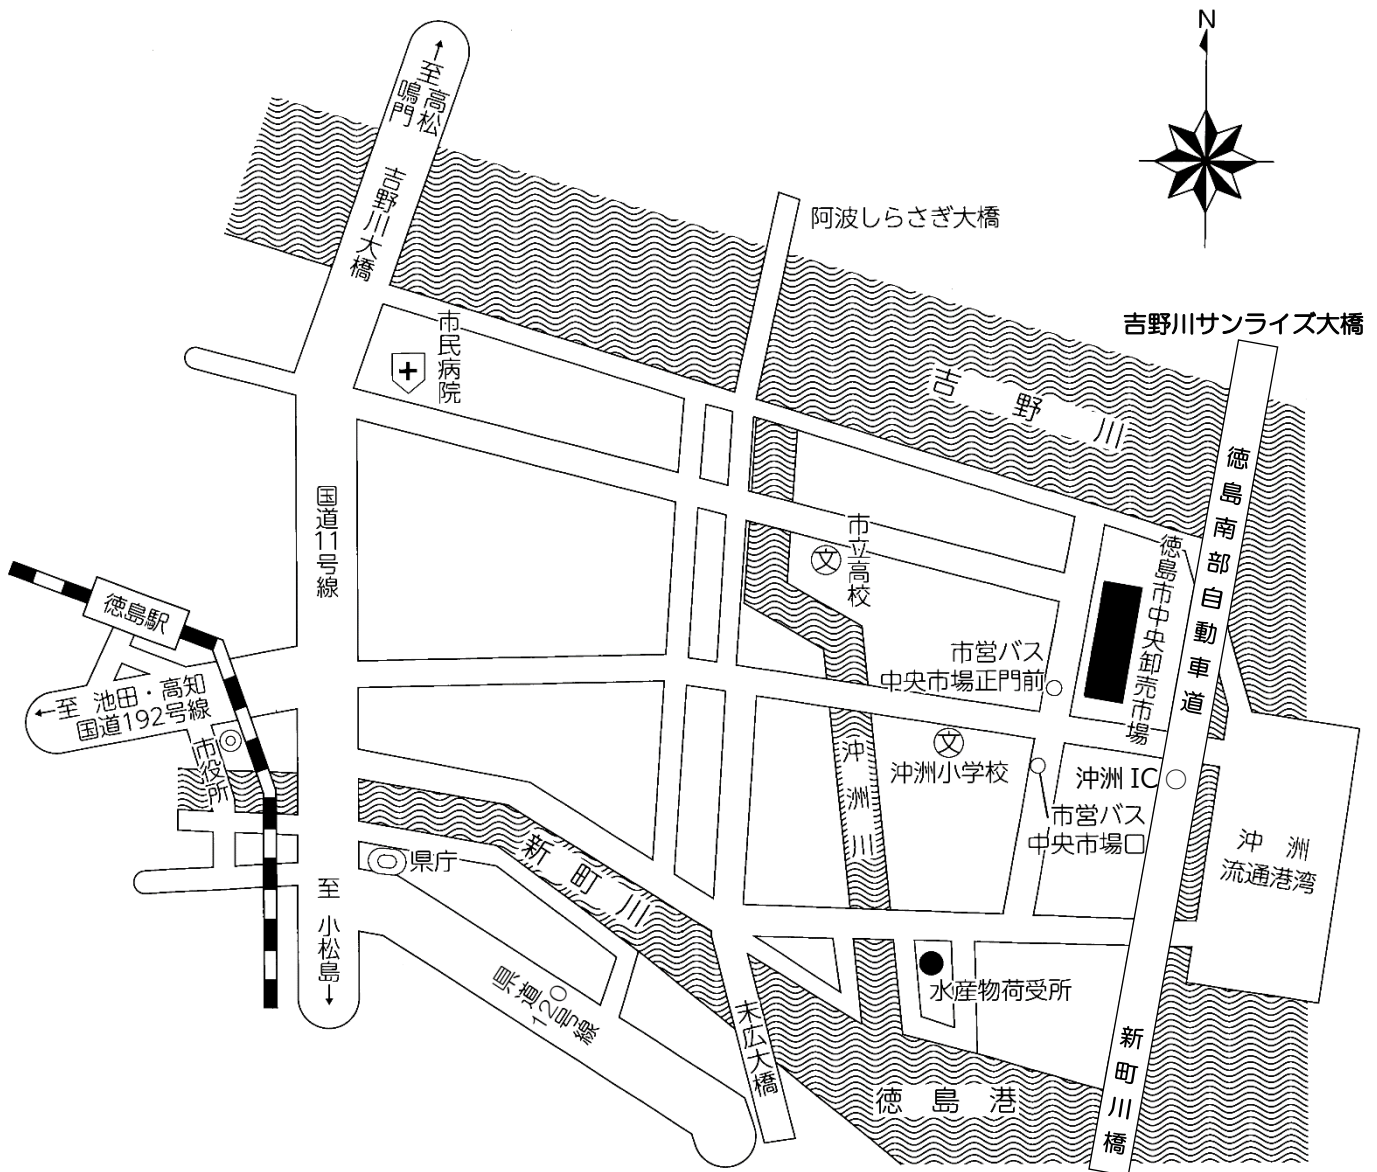 N
↑至高松
鳴門
吉野川大橋
阿波しらさぎ大橋
吉野川サンライズ大橋
市民病院
吉野川
徳島南部自動車道
国道11号線
文
市立高校
徳島市中央卸売市場
徳島駅
市営バス
中央市場正門前
←至 池田・高知
国道192号線
市役所
文
沖洲小学校
沖洲川
沖洲 IC
市営バス
中央市場口
沖洲
流通港湾
新町川
県庁
至 小松島→
県道120号線
水産物荷受所
末広大橋
徳島港
新町川橋